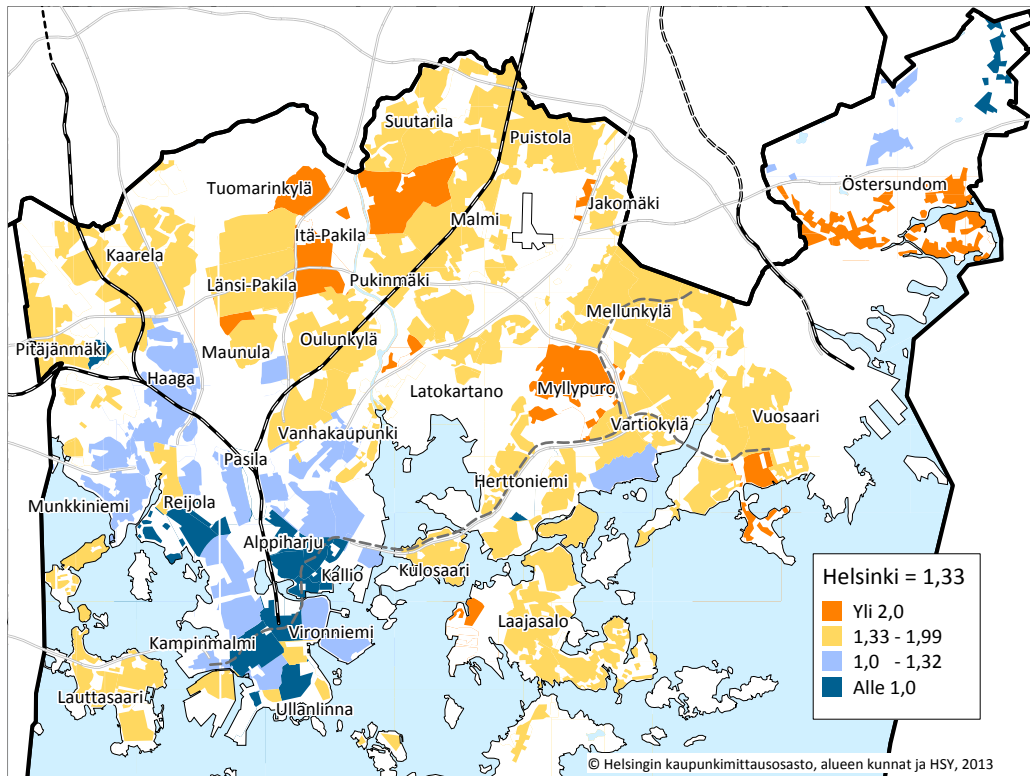 Suutarila
Puistola
Tuomarinkylä
Östersundom
Jakomäki
Malmi
Itä-Pakila
Kaarela
Länsi-Pakila
Pukinmäki
Mellunkylä
Oulunkylä
Pitäjänmäki
Maunula
Haaga
Latokartano
Myllypuro
Vuosaari
Vartiokylä
Vanhakaupunki
Pasila
Herttoniemi
Munkkiniemi
Reijola
Alppiharju
Kallio
Kulosaari
Laajasalo
Vironniemi
Kampinmalmi
Lauttasaari
Ullanlinna
Helsinki = 1,33
Yli 2,0
1,33 - 1,99
1,0 - 1,32
Alle 1,0
© Helsingin kaupunkimittausosasto, alueen kunnat ja HSY, 2013